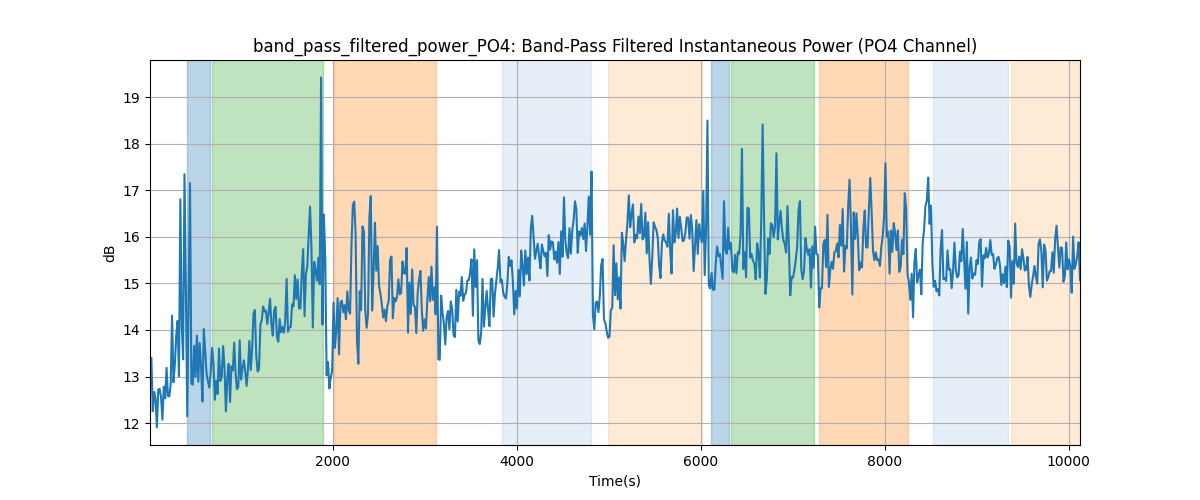 band_pass_filtered_power_PO4: Band-Pass Filtered Instantaneous Power (PO4 Channel)
19
18
17
16
15
14
13
12
dB
2000 4000 6000 8000 10000
Time(s)